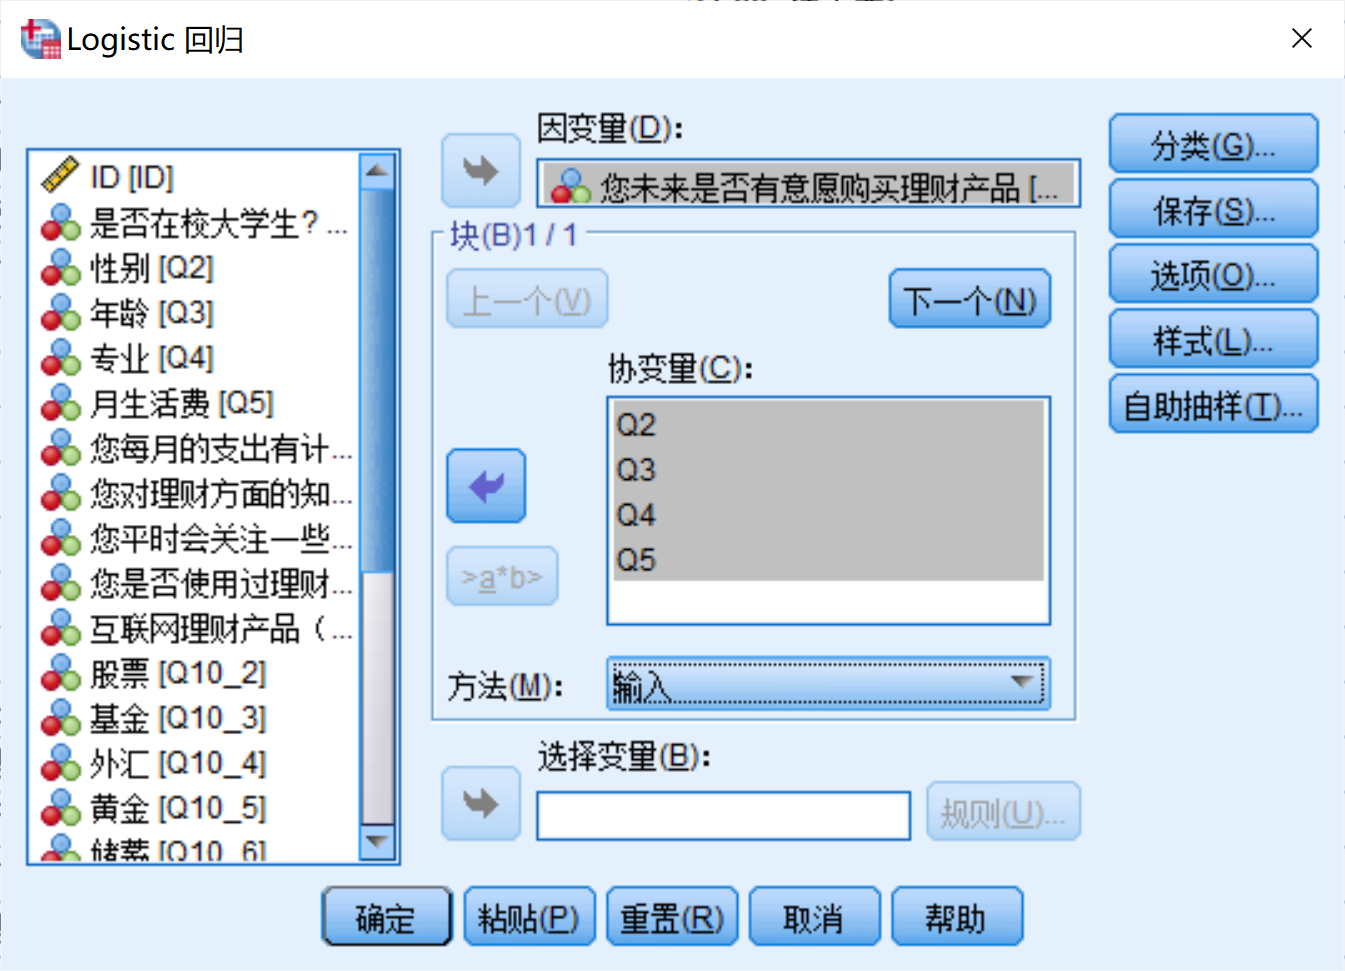 Logistic 回归
ID [ID]
是否在校大学生? ...
性别 [Q2]
年龄 [Q3]
专业 [Q4]
月生活费 [Q5]
您每月的支出有计...
您对理财方面的知...
您平时会关注一些...
您是否使用过理财...
互联网理财产品（...
股票 [Q10_2]
基金 [Q10_3]
外汇 [Q10_4]
黄金 [Q10_5]
储蓄 [Q10_6]
因变量(D):
您未来是否有意愿购买理财产品 [...
块(B)1 / 1
上一个(V)
下一个(N)
协变量(C):
Q2
Q3
Q4
Q5
>a*b>
方法(M):
输入
选择变量(B):
规则(U)...
分类(G)...
保存(S)...
选项(O)...
样式(L)...
自助抽样(T)...
确定
粘贴(P)
重置(R)
取消
帮助